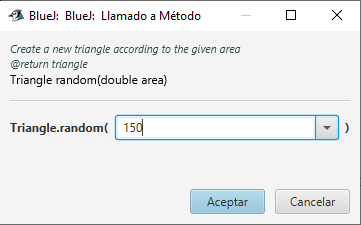 BlueJ: BlueJ: Llamado a Método
Create a new triangle according to the given area
@return triangle
Triangle random(double area)
Triangle.random( 150 )
Aceptar Cancelar